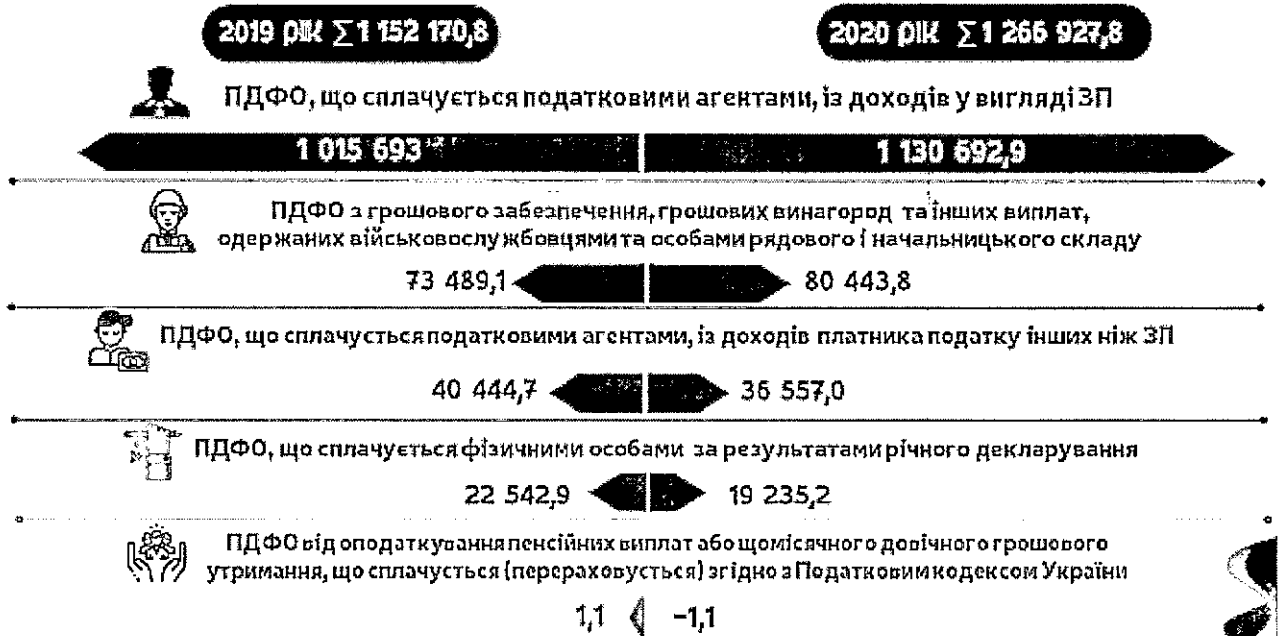 2019 рік ∑1 152 170,8
2020 рік ∑1 266 927,8
ПДФО, що сплачується податковими агентами, із доходів у вигляді ЗП
1 015 693
1 130 692,9
ПДФО з грошового забезпечення, грошових винагород та інших виплат,
одержаних військовослужбовцями та особами рядового і начальницького складу
73 489,1
80 443,8
ПДФО, що сплачується податковими агентами, із доходів платника податку інших ніж ЗП
40 444,7
36 557,0
ПДФО, що сплачується фізичними особами за результатами річного декларування
22 542,9
19 235,2
ПДФО від оподаткування пенсійних виплат або щомісячного довічного грошового
утримання, що сплачується (перераховується) згідно з Податковим кодексом України
1,1
−1,1